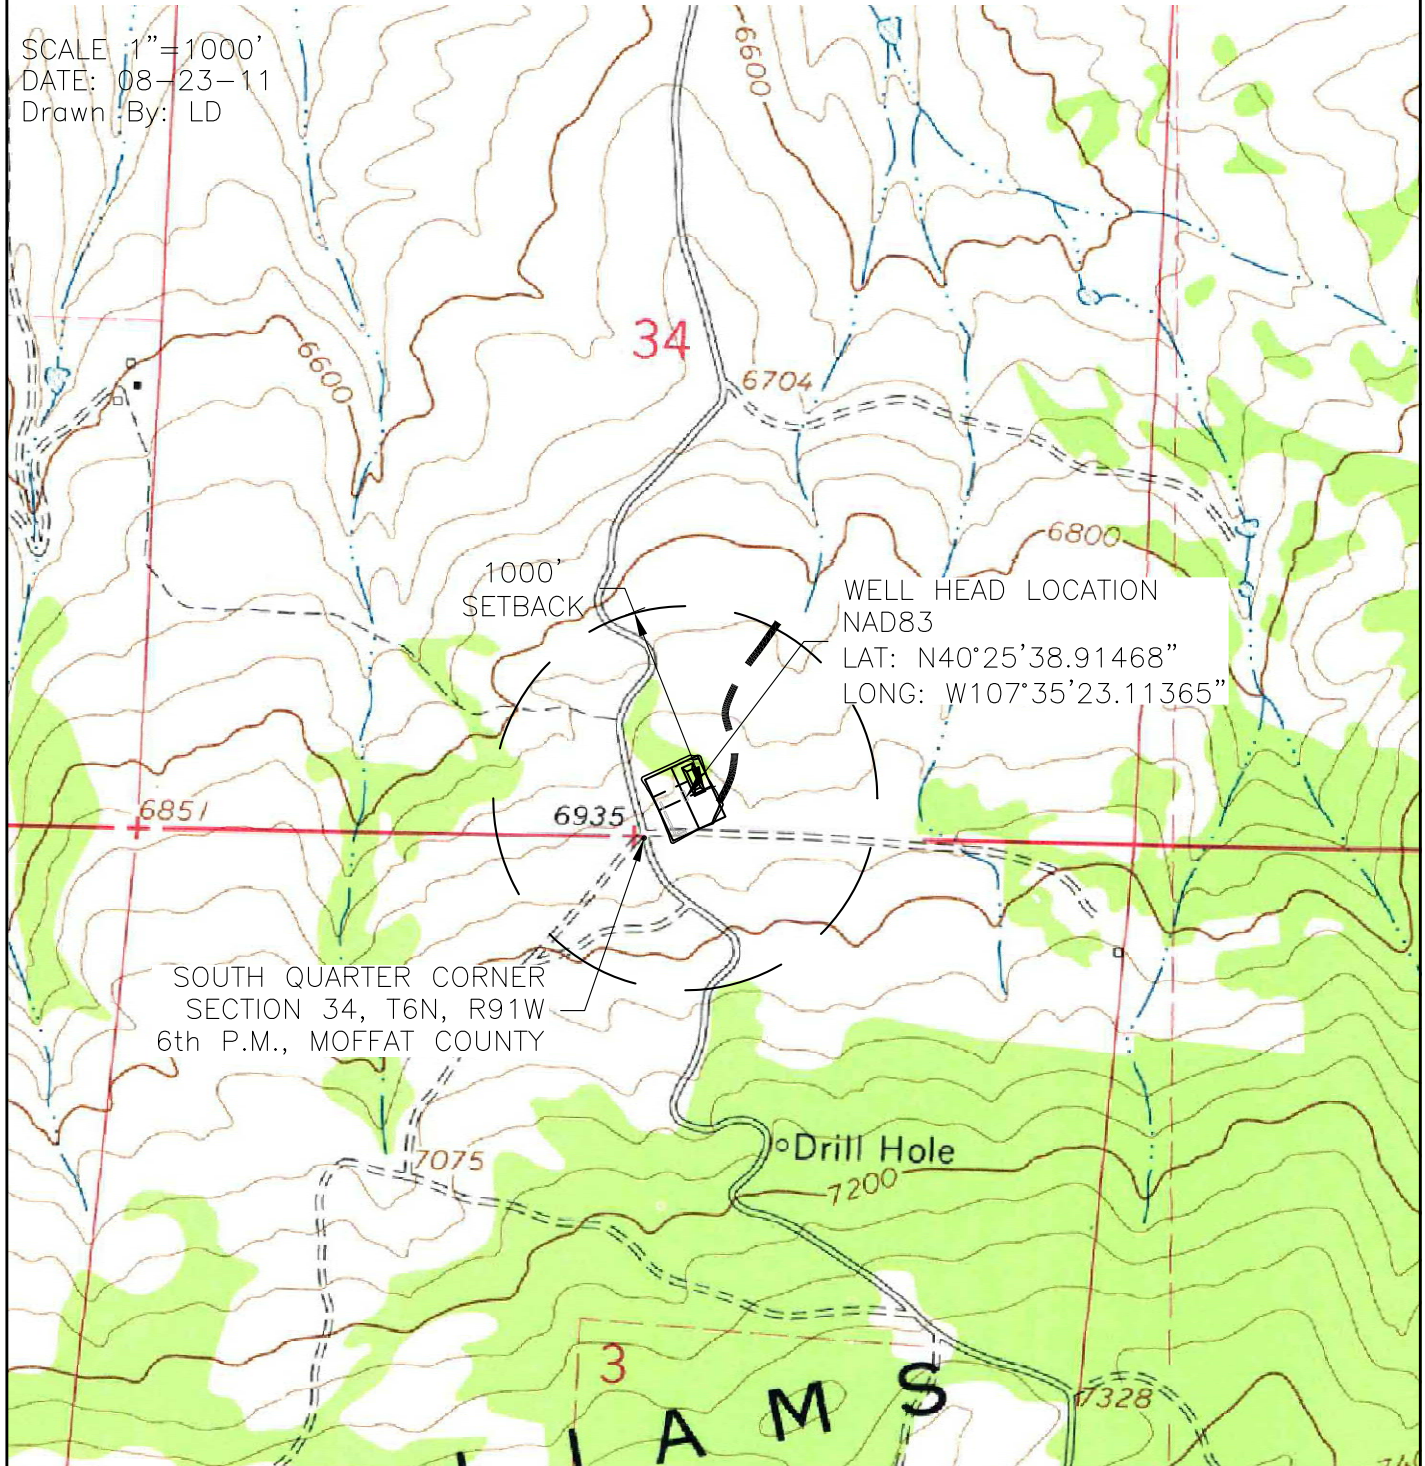 SCALE 1"=1000'
DATE: 08-23-11
Drawn By: LD
6600
34
6600
6704
6800
1000'
SETBACK
WELL HEAD LOCATION
NAD83
LAT: N40°25'38.91468"
LONG: W107°35'23.11365"
6851
6935
SOUTH QUARTER CORNER
SECTION 34, T6N, R91W
6th P.M., MOFFAT COUNTY
7075
Drill Hole
7200
3
7328
I A M S